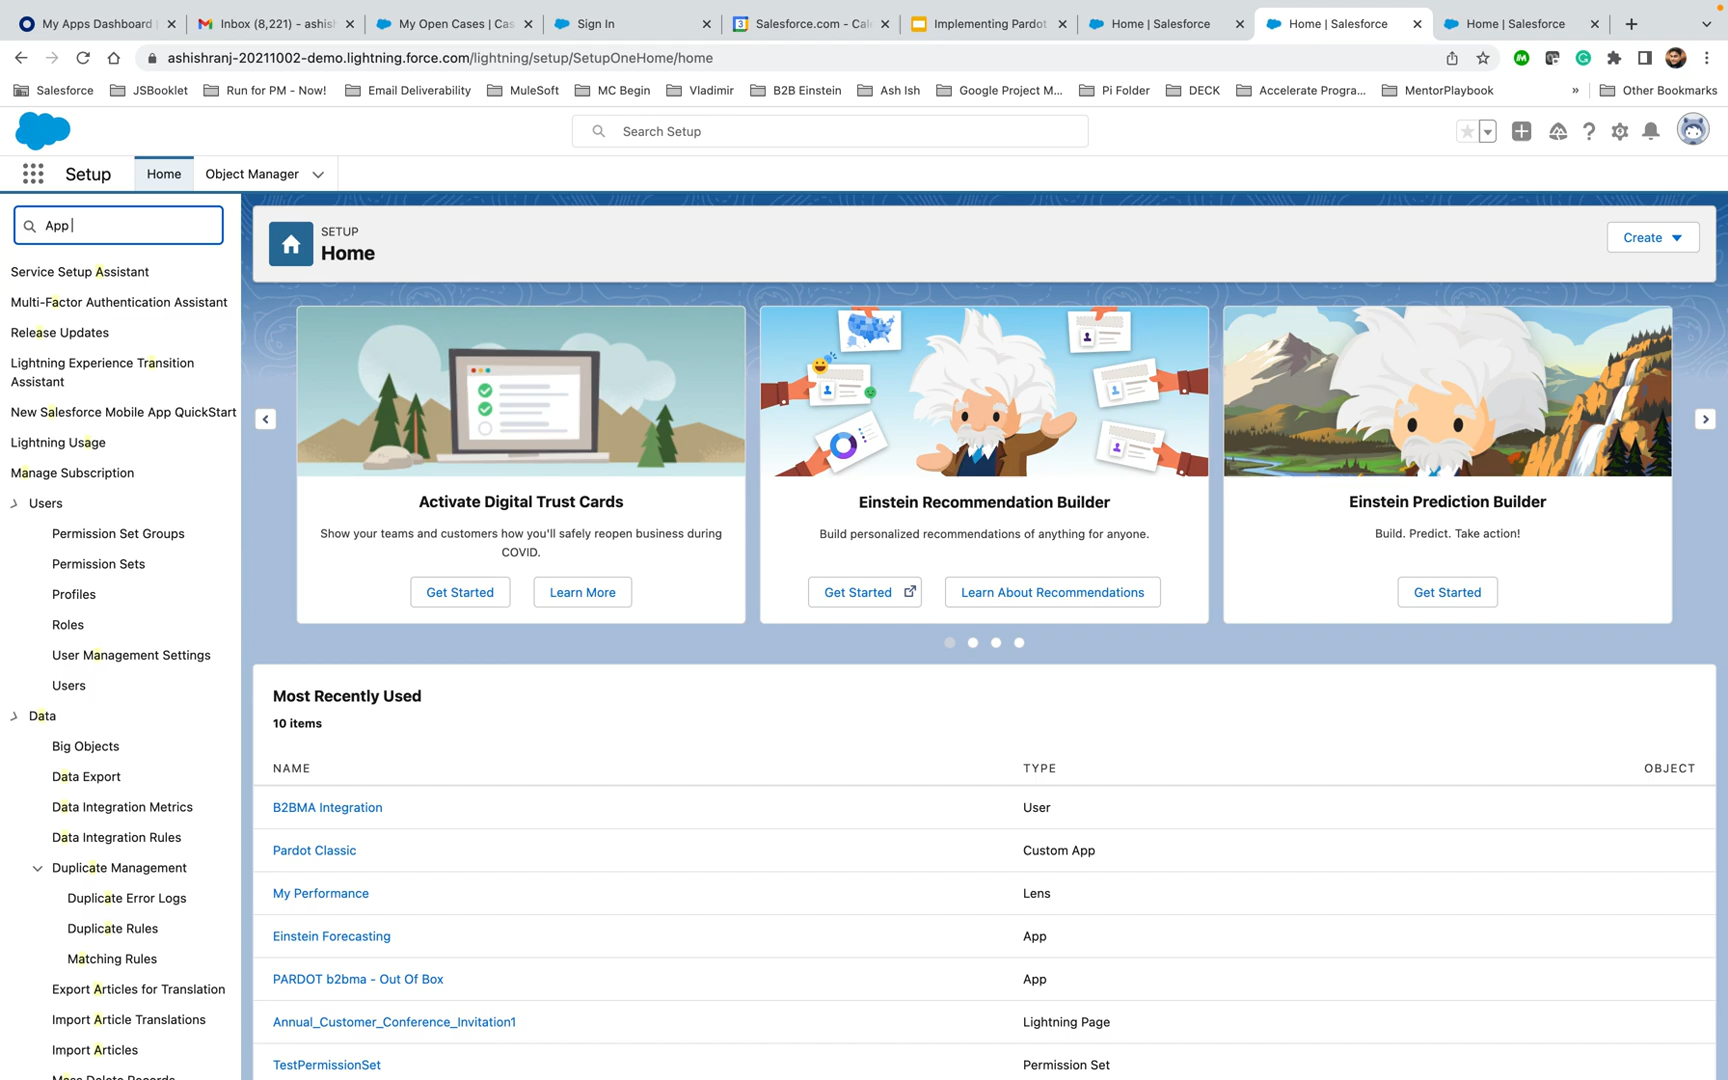 My Apps Dashboard
Inbox (8,221) - ashis
My Open Cases | Cas
Sign In
Salesforce.com - Cal
Implementing Pardot
Home | Salesforce
Home | Salesforce
Home | Salesforce
ashishranj-20211002-demo.lightning.force.com/lightning/setup/SetupOneHome/home
Salesforce
JSBooklet
Run for PM - Now!
Email Deliverability
MuleSoft
MC Begin
Vladimir
B2B Einstein
Ash Ish
Google Project M...
Pi Folder
DECK
Accelerate Progra...
MentorPlaybook
»
Other Bookmarks
Search Setup
Setup
Home
Object Manager
App
SETUP
Home
Create
Service Setup Assistant
Multi-Factor Authentication Assistant
Release Updates
Lightning Experience Transition
Assistant
New Salesforce Mobile App QuickStart
Lightning Usage
Manage Subscription
Users
Permission Set Groups
Permission Sets
Profiles
Roles
User Management Settings
Users
Data
Big Objects
Data Export
Data Integration Metrics
Data Integration Rules
Duplicate Management
Duplicate Error Logs
Duplicate Rules
Matching Rules
Export Articles for Translation
Import Article Translations
Import Articles
Mass Delete Records
Activate Digital Trust Cards
Show your teams and customers how you'll safely reopen business during
COVID.
Get Started
Learn More
Einstein Recommendation Builder
Build personalized recommendations of anything for anyone.
Get Started
Learn About Recommendations
Einstein Prediction Builder
Build. Predict. Take action!
Get Started
Most Recently Used
10 items
NAME TYPE OBJECT
B2BMA Integration User
Pardot Classic Custom App
My Performance Lens
Einstein Forecasting App
PARDOT b2bma - Out Of Box App
Annual_Customer_Conference_Invitation1 Lightning Page
TestPermissionSet Permission Set